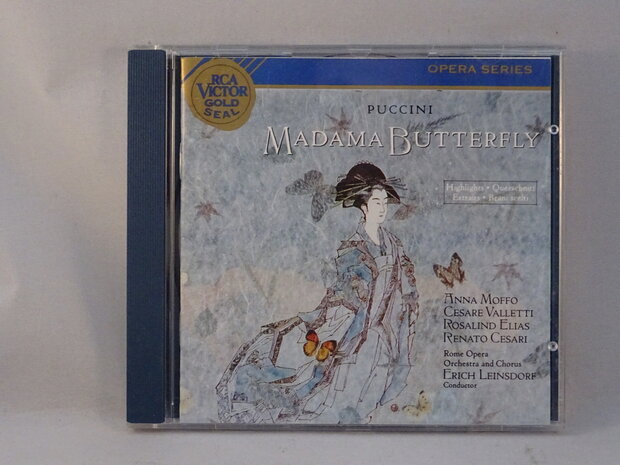 RCA
VICTOR
GOLD
SEAL
OPERA SERIES
PUCCINI
MADAMA BUTTERFLY
Highlights • Querschnitt
Extraits • Brani scelti
ANNA MOFFO
CESARE VALLETTI
ROSALIND ELIAS
RENATO CESARI
Rome Opera
Orchestra and Chorus
ERICH LEINSDORF
Conductor